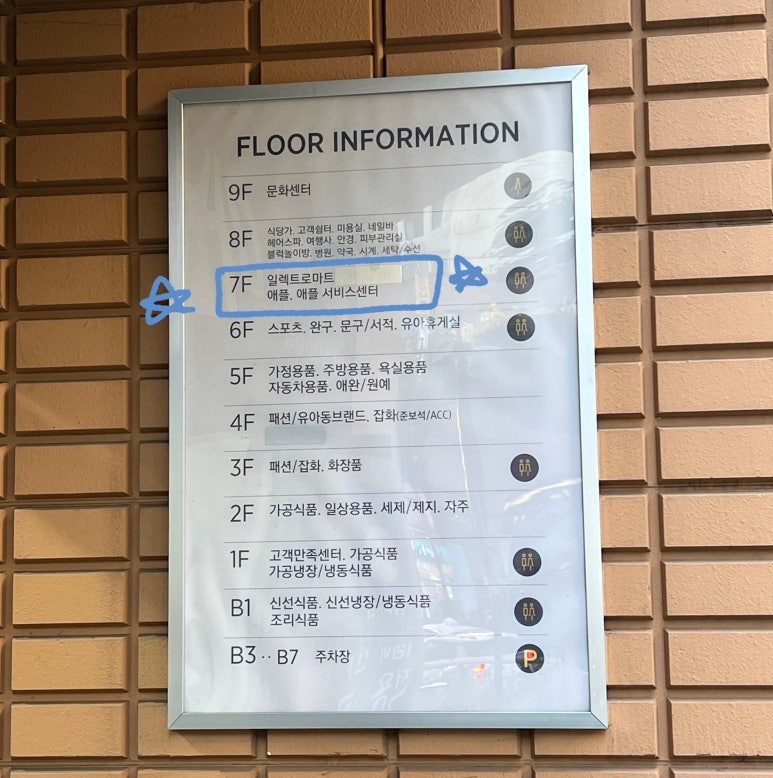 FLOOR INFORMATION
9F 문화센터
8F 식당가. 고객쉼터. 미용실. 네일바
헤어스파. 여행사. 안경. 피부관리실
블럭놀이방. 병원. 약국. 시계. 세탁/수선
7F 일렉트로마트
애플. 애플 서비스센터
6F 스포츠. 완구. 문구/서적. 유아휴게실
5F 가정용품. 주방용품. 욕실용품
자동차용품. 애완/원예
4F 패션/유아동브랜드. 잡화(준보석/ACC)
3F 패션/잡화. 화장품
2F 가공식품. 일상용품. 세제/제지. 자주
1F 고객만족센터. 가공식품
가공냉장/냉동식품
B1 신선식품. 신선냉장/냉동식픔
조리식품
B3 ·· B7 주차장 P